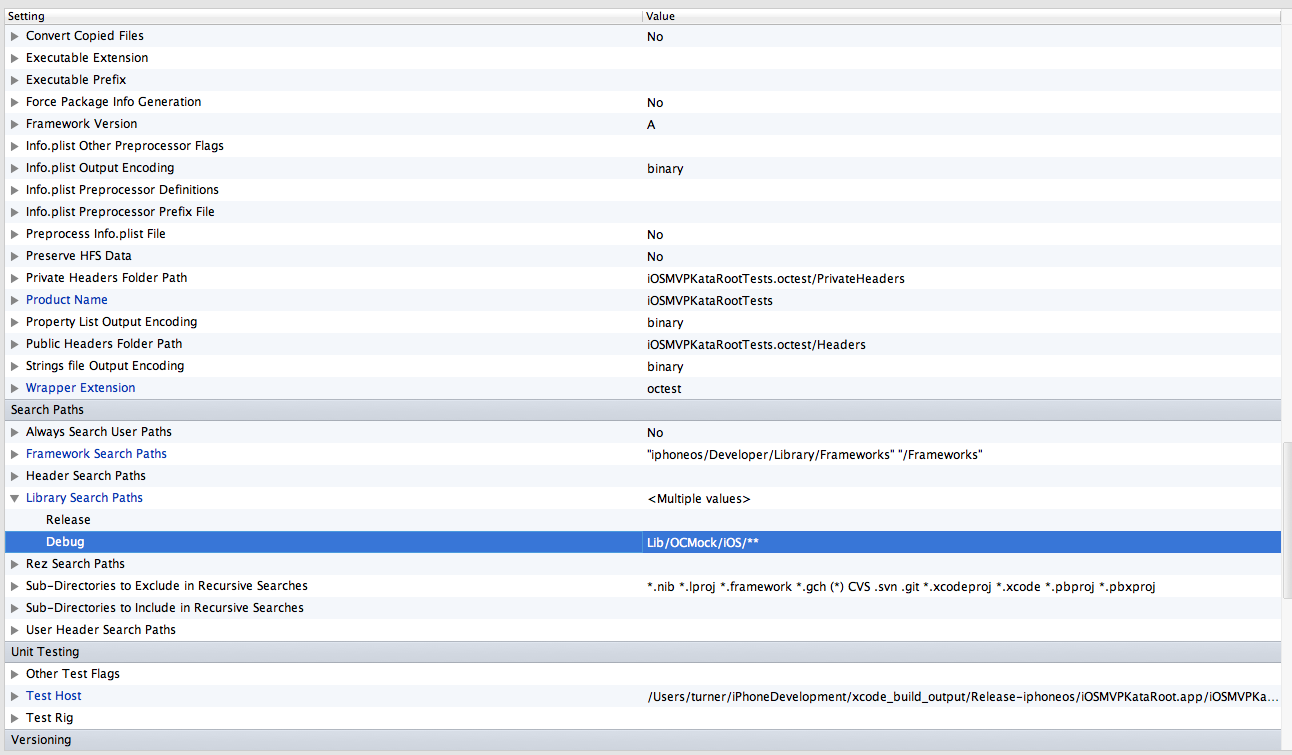 Setting Value
Convert Copied Files No
Executable Extension
Executable Prefix
Force Package Info Generation No
Framework Version A
Info.plist Other Preprocessor Flags
Info.plist Output Encoding binary
Info.plist Preprocessor Definitions
Info.plist Preprocessor Prefix File
Preprocess Info.plist File No
Preserve HFS Data No
Private Headers Folder Path iOSMVPKataRootTests.octest/PrivateHeaders
Product Name iOSMVPKataRootTests
Property List Output Encoding binary
Public Headers Folder Path iOSMVPKataRootTests.octest/Headers
Strings file Output Encoding binary
Wrapper Extension octest
Search Paths
Always Search User Paths No
Framework Search Paths "iphoneos/Developer/Library/Frameworks" "/Frameworks"
Header Search Paths
Library Search Paths <Multiple values>
Release
Debug Lib/OCMock/iOS/**
Rez Search Paths
Sub-Directories to Exclude in Recursive Searches *.nib *.lproj *.framework *.gch (*) CVS .svn .git *.xcodeproj *.xcode *.pbproj *.pbxproj
Sub-Directories to Include in Recursive Searches
User Header Search Paths
Unit Testing
Other Test Flags
Test Host /Users/turner/iPhoneDevelopment/xcode_build_output/Release-iphoneos/iOSMVPKataRoot.app/iOSMVPKa...
Test Rig
Versioning